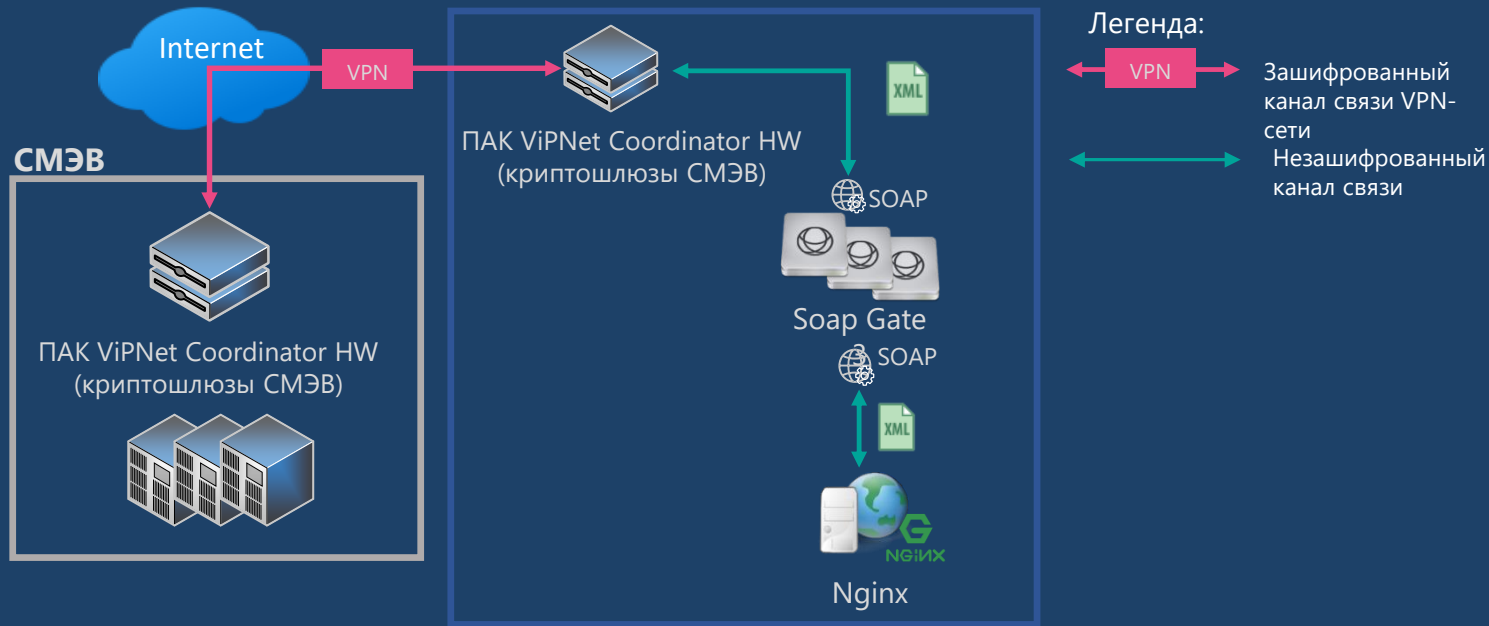 Internet
VPN
СМЭВ
ПАК ViPNet Coordinator HW
(криптошлюзы СМЭВ)
ПАК ViPNet Coordinator HW
(криптошлюзы СМЭВ)
XML
SOAP
Soap Gate
3
SOAP
XML
NGiNX
Nginx
Легенда:
VPN
Зашифрованный
канал связи VPN-
сети
Незашифрованный
канал связи